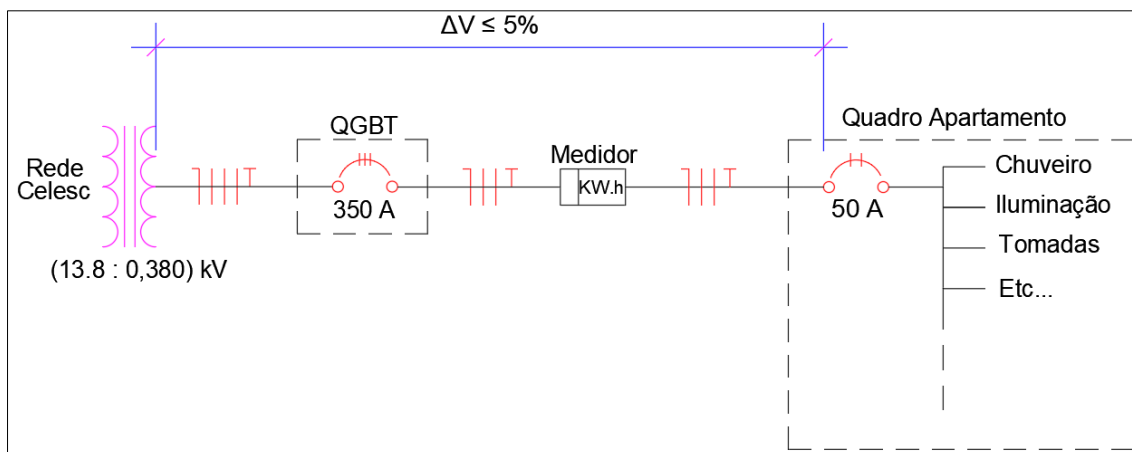 ΔV ≤ 5%
QGBT
Quadro Apartamento
Rede
Celesc
Medidor
KW.h
350 A
50 A
Chuveiro
Iluminação
Tomadas
Etc...
(13.8 : 0,380) kV